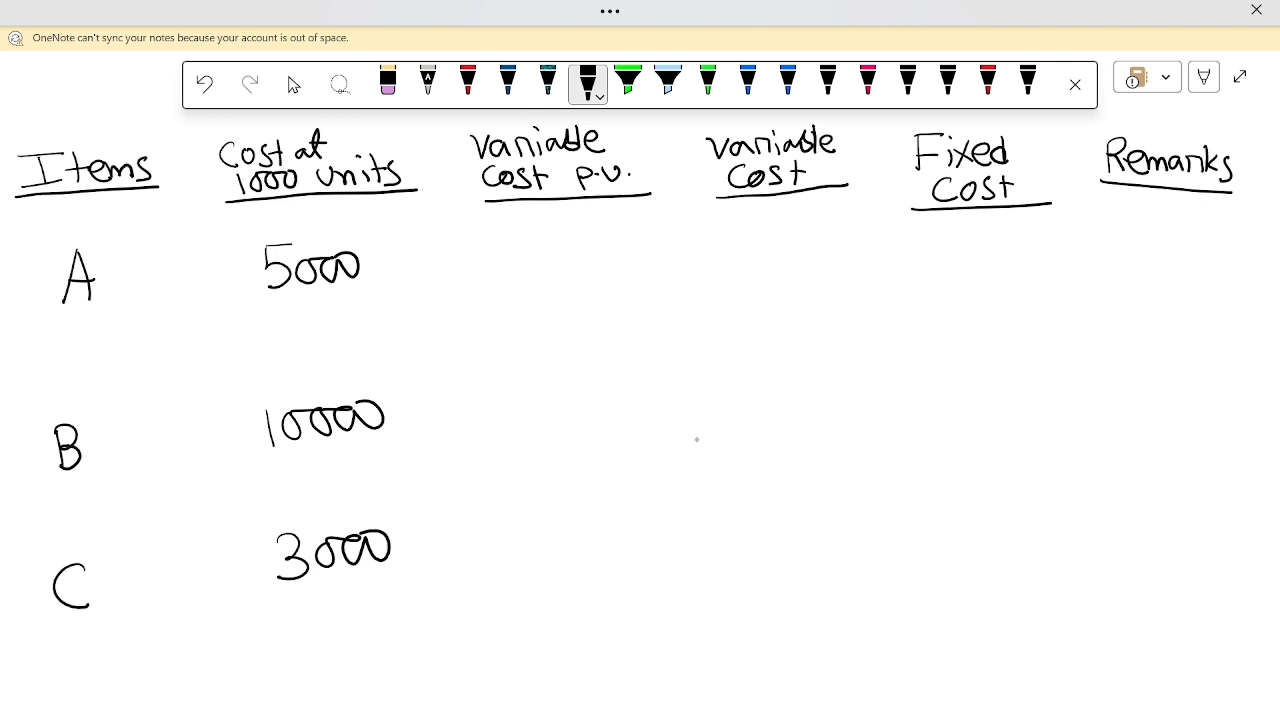 OneNote can't sync your notes because your account is out of space.
Items
Cost at
1000 units
Variable
Cost p.u.
Variable
Cost
Fixed
Cost
Remarks
A
5000
B
10000
C
3000